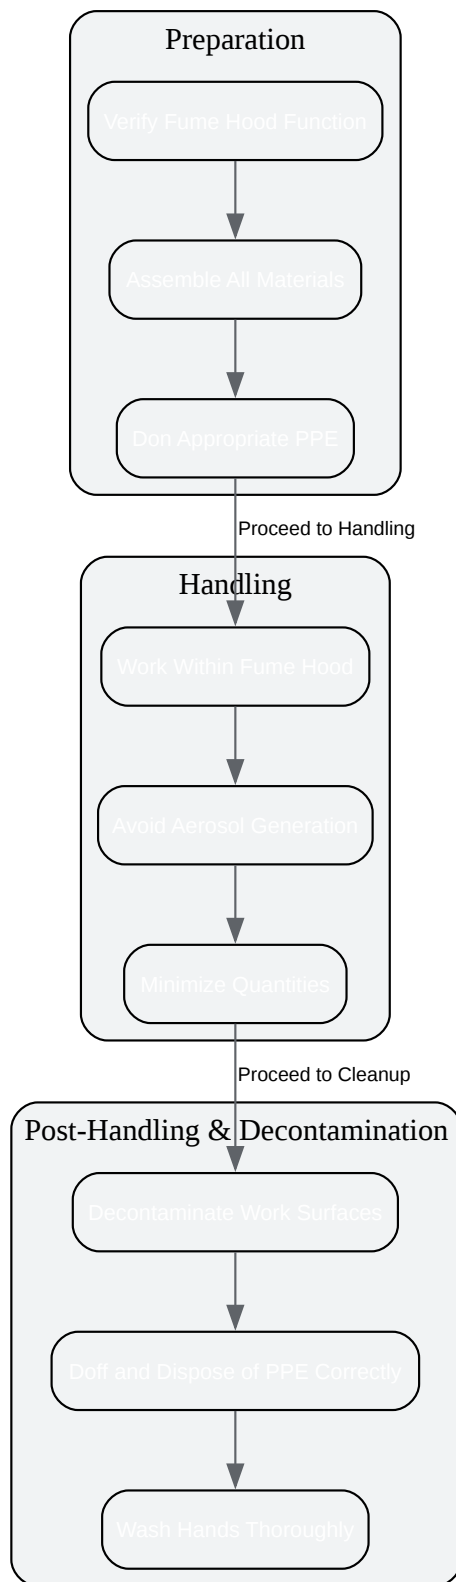 Preparation
Verify Fume Hood Function
Assemble All Materials
Don Appropriate PPE
Proceed to Handling
Handling
Work Within Fume Hood
Avoid Aerosol Generation
Minimize Quantities
Proceed to Cleanup
Post-Handling & Decontamination
Decontaminate Work Surfaces
Doff and Dispose of PPE Correctly
Wash Hands Thoroughly